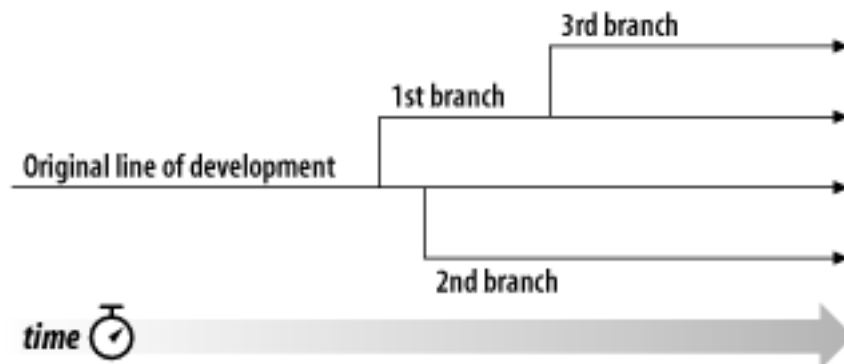 3rd branch
1st branch
Original line of development
2nd branch
time